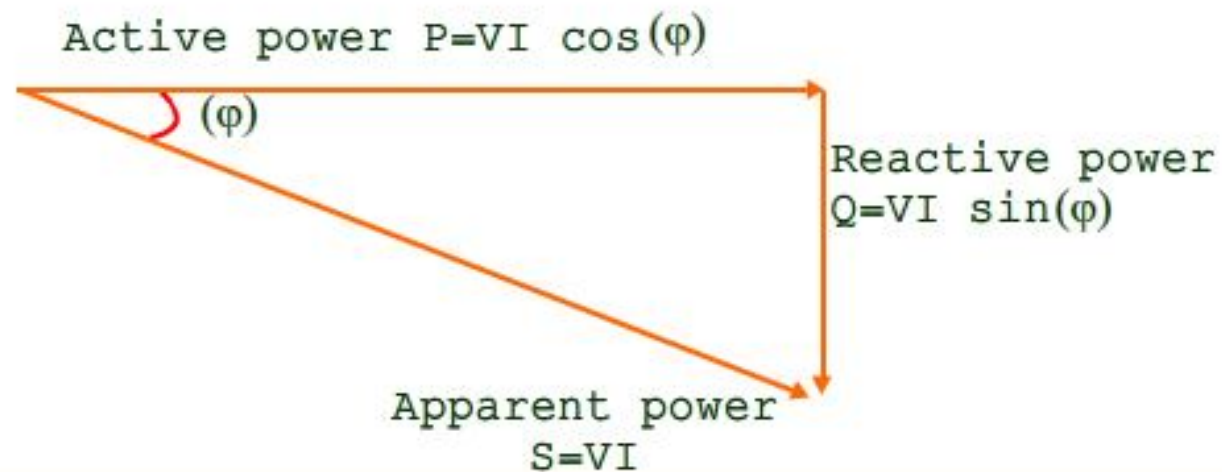 Active power P=VI cos(φ)
(φ)
Reactive power
Q=VI sin(φ)
Apparent power
S=VI